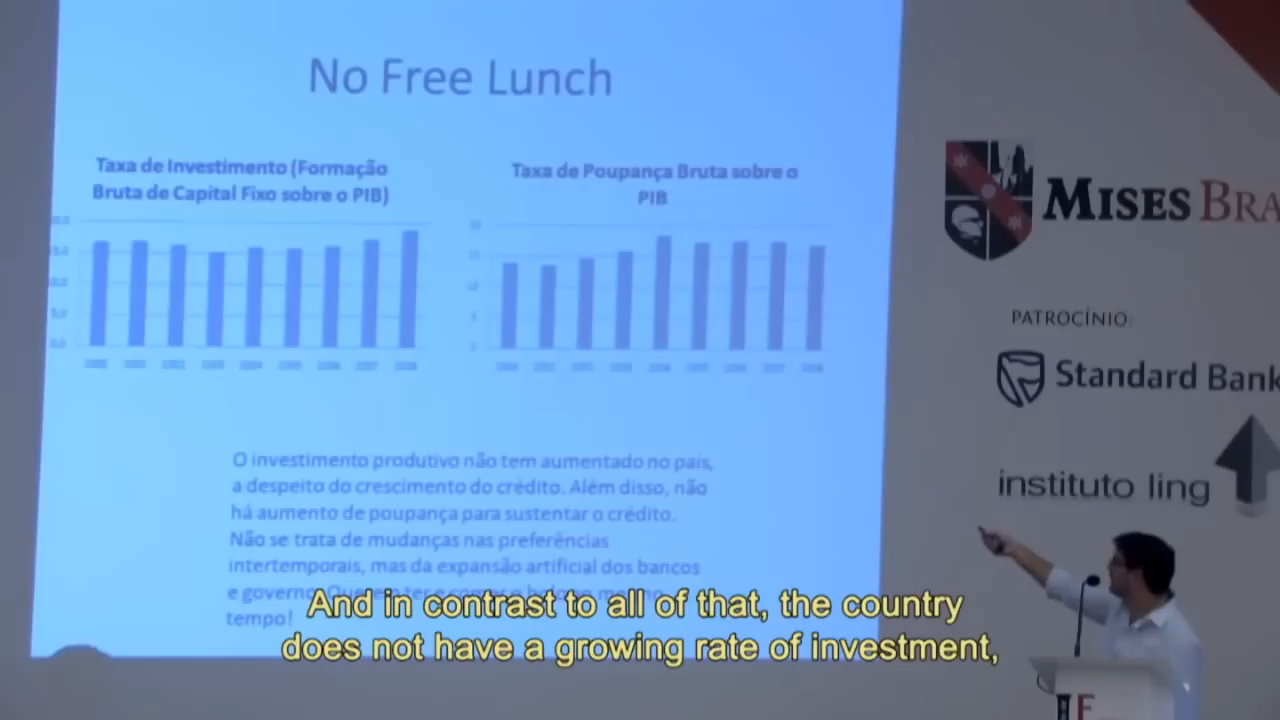 No Free Lunch
Taxa de Investimento (Formação
Bruta de Capital Fixo sobre o PIB)
Taxa de Poupança Bruta sobre o
PIB
O investimento produtivo não tem aumentado no país,
a despeito do crescimento do crédito. Além disso, não
há aumento de poupança para sustentar o crédito.
Não se trata de mudanças nas preferências
intertemporais, mas da expansão artificial dos bancos
e governo
tempo!
MISES BRA
PATROCÍNIO:
Standard Bank
instituto ling
And in contrast to all of that, the country
does not have a growing rate of investment,